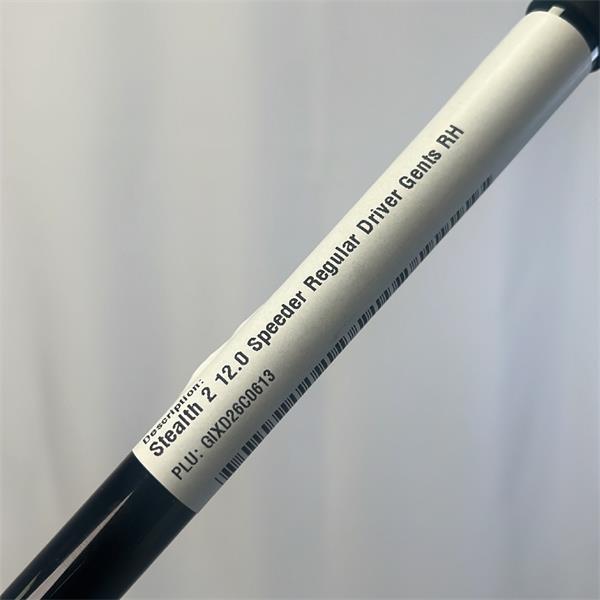 Description:
Stealth 2 12.0 Speeder Regular Driver Gents RH
PLU: GIXD26C0613